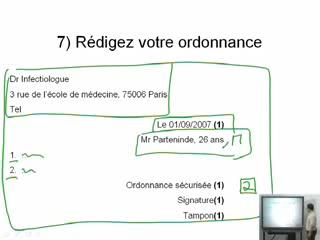 7) Rédigez votre ordonnance
Dr Infectiologue
3 rue de l'école de médecine, 75006 Paris
Tel
Le 01/09/2007 (1)
Mr Parteninde, 26 ans,
1.
2.
Ordonnance sécurisée (1) 2
Signature(1)
Tampon(1)